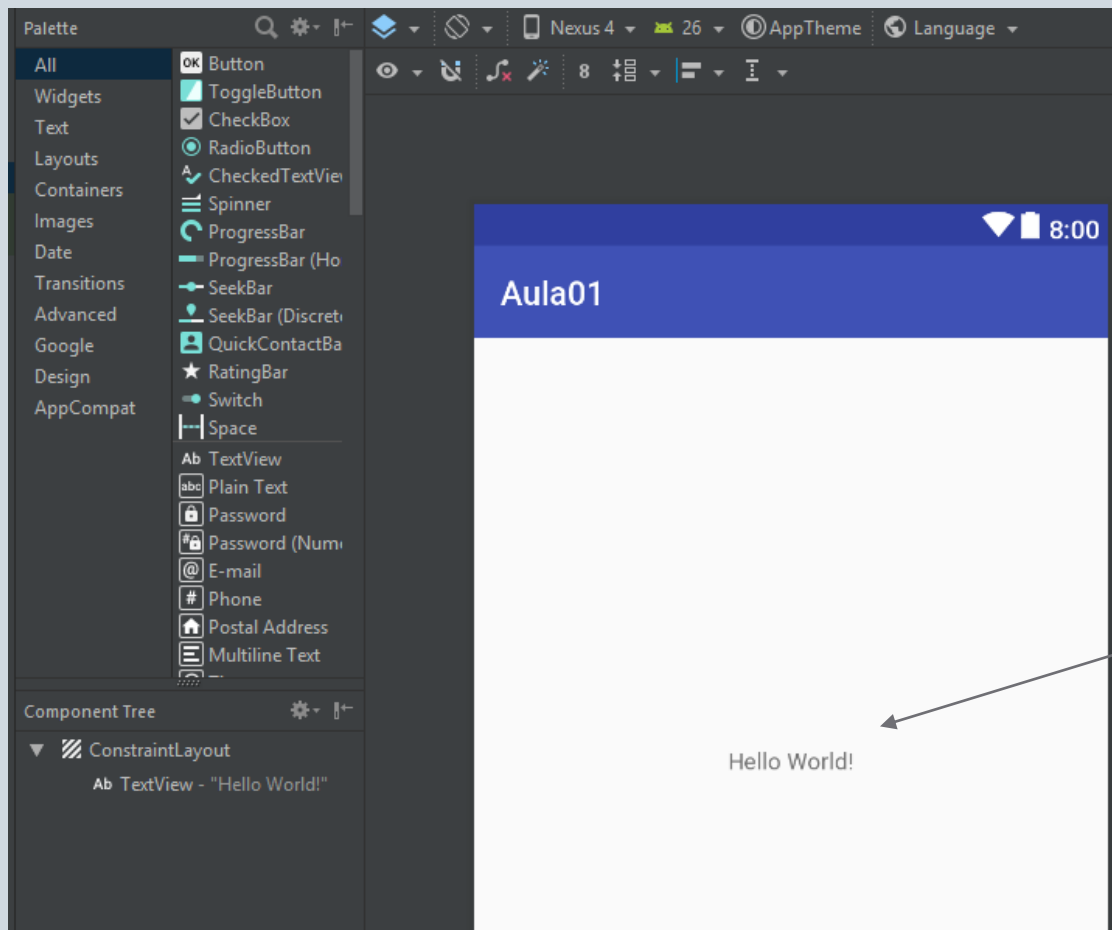 Palette
All
Widgets
Text
Layouts
Containers
Images
Date
Transitions
Advanced
Google
Design
AppCompat
OK Button
ToggleButton
CheckBox
RadioButton
A CheckedTextVie
Spinner
ProgressBar
ProgressBar (Ho
SeekBar
SeekBar (Discret
QuickContactBa
RatingBar
Switch
Space
Ab TextView
abc Plain Text
Password
# Password (Num
@ E-mail
# Phone
Postal Address
Multiline Text
Component Tree
ConstraintLayout
Ab TextView - "Hello World!"
Nexus 4 26 AppTheme Language
8
8:00
Aula01
Hello World!